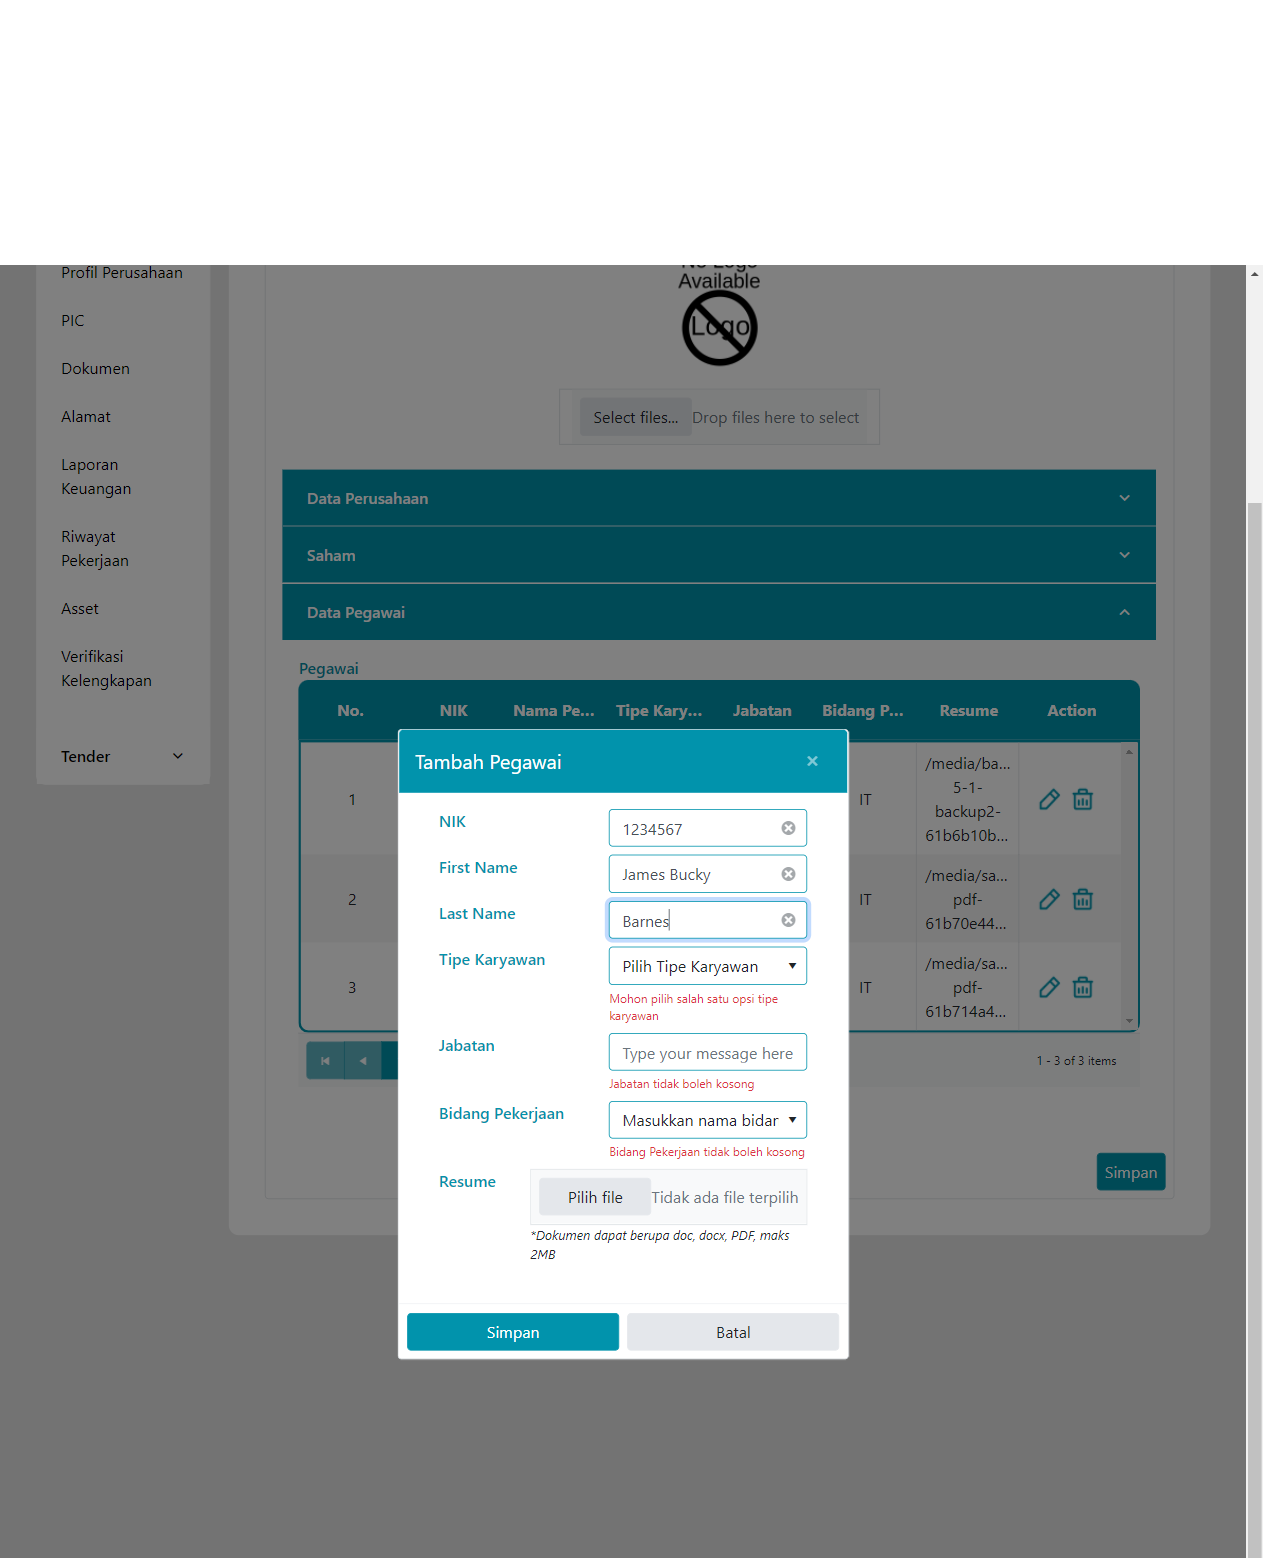 Profil Perusahaan
PIC
Dokumen
Alamat
Laporan
Keuangan
Riwayat
Pekerjaan
Asset
Verifikasi
Kelengkapan
Tender
No Logo
Available
Logo
Select files...
Drop files here to select
Data Perusahaan
Saham
Data Pegawai
Pegawai
No. NIK Nama Pe... Tipe Kary... Jabatan Bidang P... Resume Action
1 IT
/media/ba...
5-1-
backup2-
61b6b10b...
2 IT
/media/sa...
pdf-
61b70e44...
3 IT
/media/sa...
pdf-
61b714a4...
1 - 3 of 3 items
Simpan
Tambah Pegawai
NIK 1234567
First Name James Bucky
Last Name Barnes
Tipe Karyawan Pilih Tipe Karyawan
Mohon pilih salah satu opsi tipe
karyawan
Jabatan Type your message here
Jabatan tidak boleh kosong
Bidang Pekerjaan Masukkan nama bidar
Bidang Pekerjaan tidak boleh kosong
Resume Pilih file Tidak ada file terpilih
*Dokumen dapat berupa doc, docx, PDF, maks
2MB
Simpan Batal